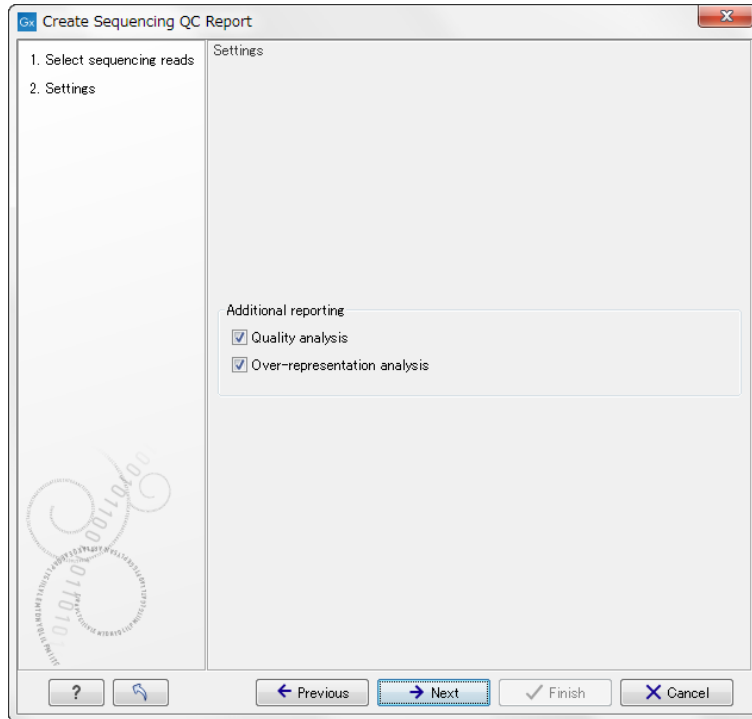 Gx Create Sequencing QC Report
1. Select sequencing reads
2. Settings
Settings
Additional reporting
Quality analysis
Over-representation analysis
?
Previous
Next
Finish
Cancel